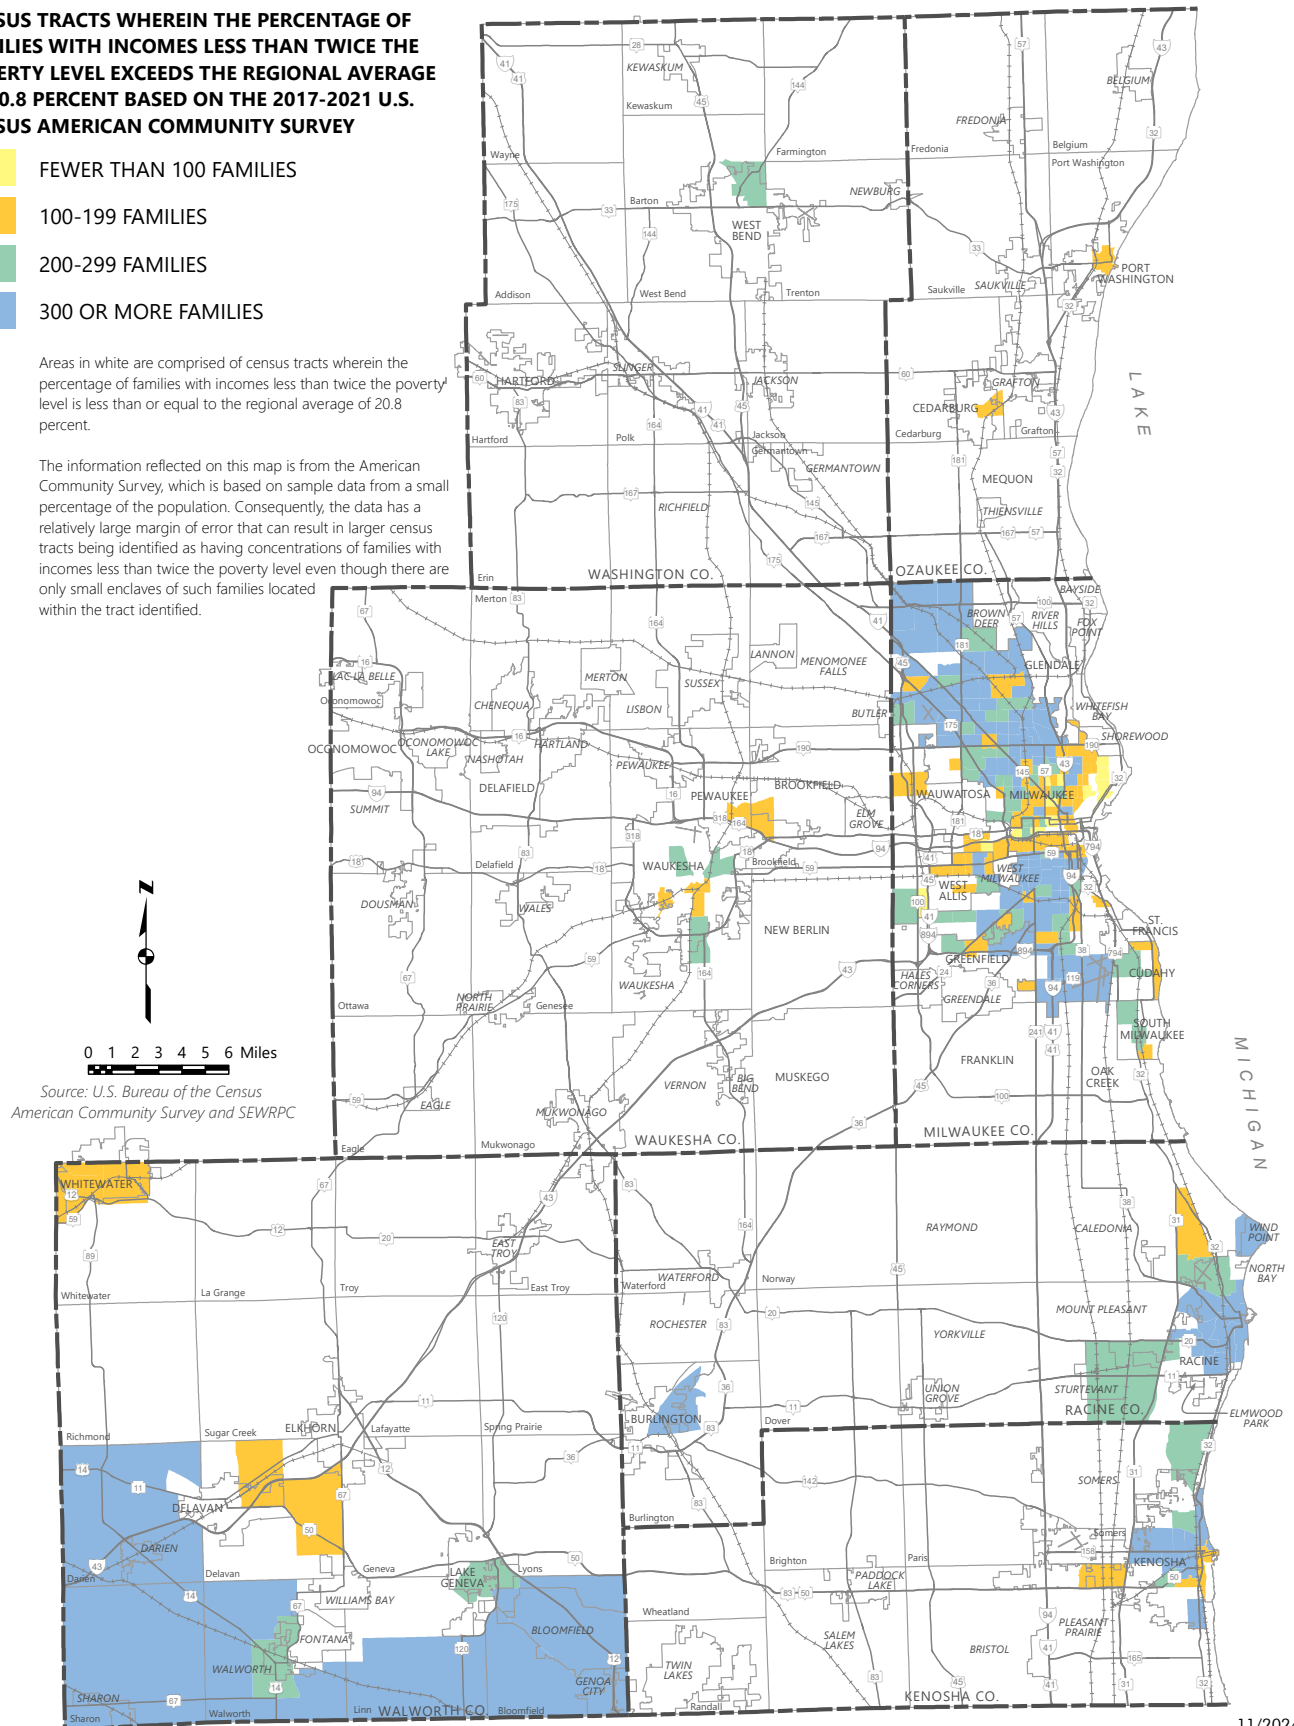 SUS TRACTS WHEREIN THE PERCENTAGE OF
ILIES WITH INCOMES LESS THAN TWICE THE
ERTY LEVEL EXCEEDS THE REGIONAL AVERAGE
0.8 PERCENT BASED ON THE 2017-2021 U.S.
SUS AMERICAN COMMUNITY SURVEY
FEWER THAN 100 FAMILIES
100-199 FAMILIES
200-299 FAMILIES
300 OR MORE FAMILIES
Areas in white are comprised of census tracts wherein the
percentage of families with incomes less than twice the poverty
level is less than or equal to the regional average of 20.8
percent.
The information reflected on this map is from the American
Community Survey, which is based on sample data from a small
percentage of the population. Consequently, the data has a
relatively large margin of error that can result in larger census
tracts being identified as having concentrations of families with
incomes less than twice the poverty level even though there are
only small enclaves of such families located
within the tract identified.
N
0 1 2 3 4 5 6 Miles
Source: U.S. Bureau of the Census
American Community Survey and SEWRPC
KEWASKUM
Kewaskum
Wayne
Farmington
Barton
WEST
BEND
NEWBURG
Addison
West Bend
Trenton
HARTFORD
SLINGER
JACKSON
Hartford
Polk
Jackson
Germantown
GERMANTOWN
RICHFIELD
Erin
WASHINGTON CO.
BELGIUM
FREDONIA
Fredonia
Belgium
Port Washington
PORT
WASHINGTON
Saukville
SAUKVILLE
GRAFTON
CEDARBURG
Cedarburg
Grafton
MEQUON
THIENSVILLE
OZAUKEE CO.
LAKE
MICHIGAN
Merton
LAC LA BELLE
Oconomowoc
OCONOMOWOC
OCONOMOWOC
LAKE
CHENEQUA
MERTON
SUSSEX
LANNON
MENOMONEE
FALLS
LISBON
BUTLER
NASHOTAH
HARTLAND
PEWAUKEE
PEWAUKEE
BROOKFIELD
DELAFIELD
SUMMIT
ELM
GROVE
Delafield
WAUKESHA
Brookfield
DOUSMAN
WALES
NEW BERLIN
WAUKESHA
Ottawa
NORTH
PRAIRIE
Genesee
VERNON
BIG
BEND
MUSKEGO
EAGLE
MUKWONAGO
Eagle
Mukwonago
WAUKESHA CO.
BAYSIDE
BROWN
DEER
RIVER
HILLS
FOX
POINT
GLENDALE
WHITEFISH
BAY
SHOREWOOD
WAUWATOSA
MILWAUKEE
WEST
MILWAUKEE
WEST
ALLIS
ST.
FRANCIS
GREENFIELD
HALES
CORNERS
GREENDALE
CUDAHY
SOUTH
MILWAUKEE
FRANKLIN
OAK
CREEK
MILWAUKEE CO.
WHITEWATER
Whitewater
La Grange
Troy
EAST
TROY
East Troy
Richmond
Sugar Creek
ELKHORN
Lafayette
Spring Prairie
DELAVAN
DARIEN
Darien
Delavan
Geneva
LAKE
GENEVA
Lyons
WILLIAMS BAY
FONTANA
BLOOMFIELD
WALWORTH
GENOA
CITY
SHARON
Sharon
Walworth
Linn
WALWORTH CO.
Bloomfield
Waterford
WATERFORD
Norway
RAYMOND
CALEDONIA
WIND
POINT
NORTH
BAY
ROCHESTER
YORKVILLE
MOUNT PLEASANT
RACINE
STURTEVANT
UNION
GROVE
BURLINGTON
Dover
RACINE CO.
ELMWOOD
PARK
Burlington
SOMERS
Somers
Brighton
Paris
KENOSHA
PADDOCK
LAKE
Wheatland
SALEM
LAKES
PLEASANT
PRAIRIE
BRISTOL
TWIN
LAKES
Randall
KENOSHA CO.